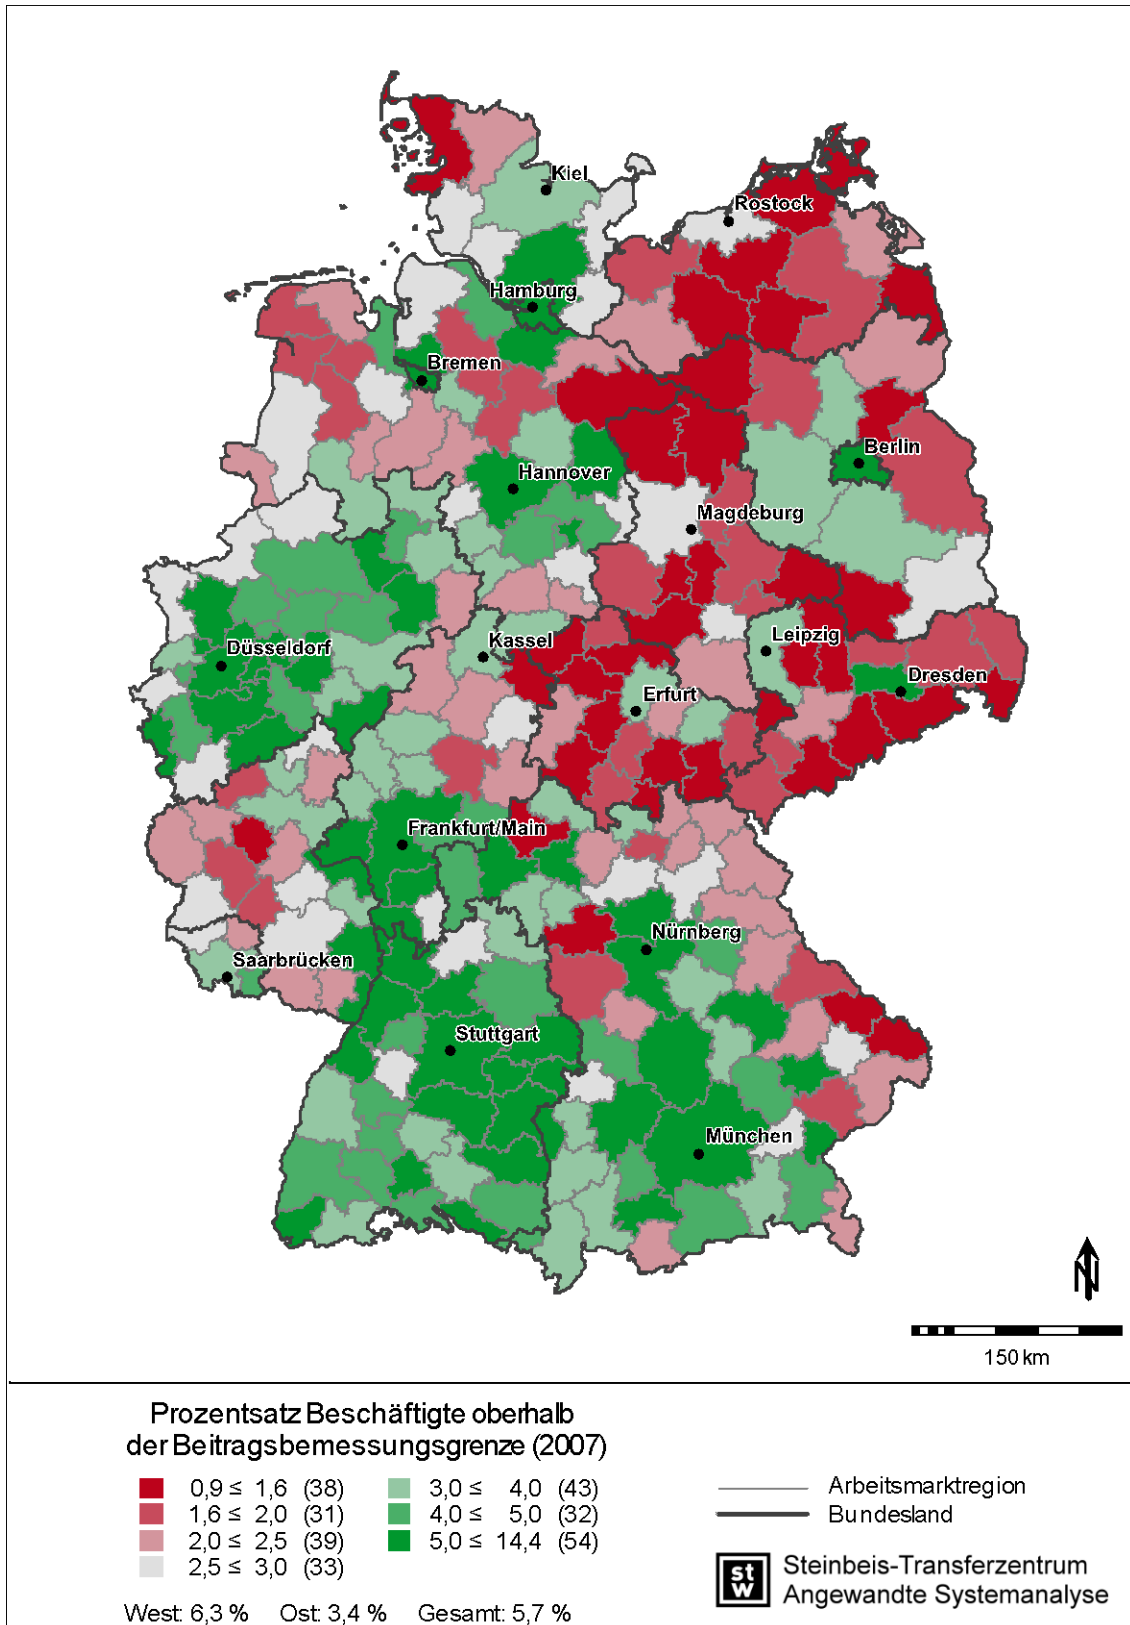 Kiel
Rostock
Hamburg
Bremen
Berlin
Hannover
Magdeburg
Kassel
Leipzig
Düsseldorf
Dresden
Erfurt
Frankfurt/Main
Nürnberg
Saarbrücken
Stuttgart
München
N
150 km
Prozentsatz Beschäftigte oberhalb
der Beitragsbemessungsgrenze (2007)
0,9 ≤ 1,6 (38)
1,6 ≤ 2,0 (31)
2,0 ≤ 2,5 (39)
2,5 ≤ 3,0 (33)
3,0 ≤ 4,0 (43)
4,0 ≤ 5,0 (32)
5,0 ≤ 14,4 (54)
West: 6,3 % Ost: 3,4 % Gesamt: 5,7 %
Arbeitsmarktregion
Bundesland
st
w
Steinbeis-Transferzentrum
Angewandte Systemanalyse